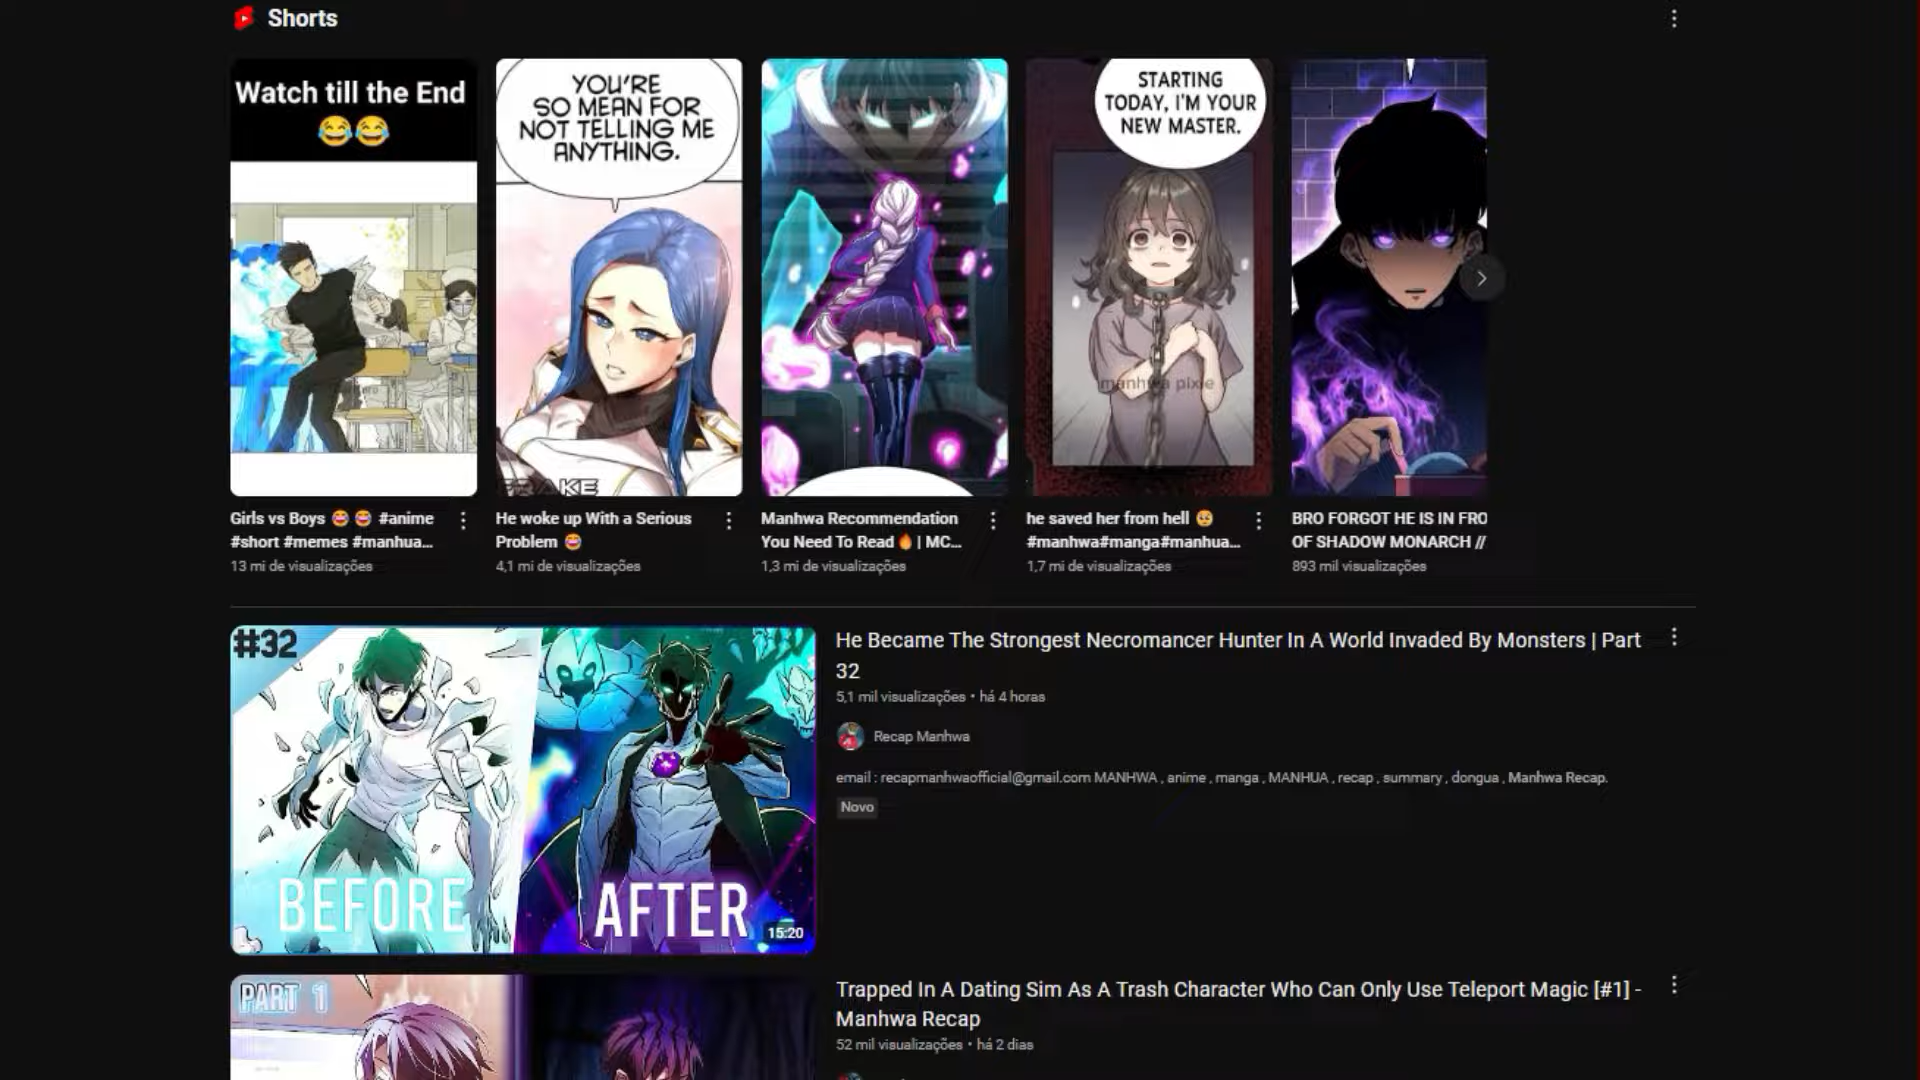 Shorts
Watch till the End
😂😂
YOU'RE
SO MEAN FOR
NOT TELLING ME
ANYTHING.
STARTING
TODAY, I'M YOUR
NEW MASTER.
manhwa pixie
Girls vs Boys 😂 😂 #anime
#short #memes #manhua...
13 mi de visualizações
He woke up With a Serious
Problem 😂
4,1 mi de visualizações
Manhwa Recommendation
You Need To Read🔥 | MC...
1,3 mi de visualizações
he saved her from hell 🥺
#manhwa#manga#manhua...
1,7 mi de visualizações
BRO FORGOT HE IS IN FRO
OF SHADOW MONARCH //
893 mil visualizações
#32
BEFORE
AFTER
15:20
He Became The Strongest Necromancer Hunter In A World Invaded By Monsters | Part
32
5,1 mil visualizações • há 4 horas
Recap Manhwa
email : recapmanhwaofficial@gmail.com MANHWA , anime , manga , MANHUA , recap , summary , dongua , Manhwa Recap.
Novo
PART 1
Trapped In A Dating Sim As A Trash Character Who Can Only Use Teleport Magic [#1] -
Manhwa Recap
52 mil visualizações • há 2 dias